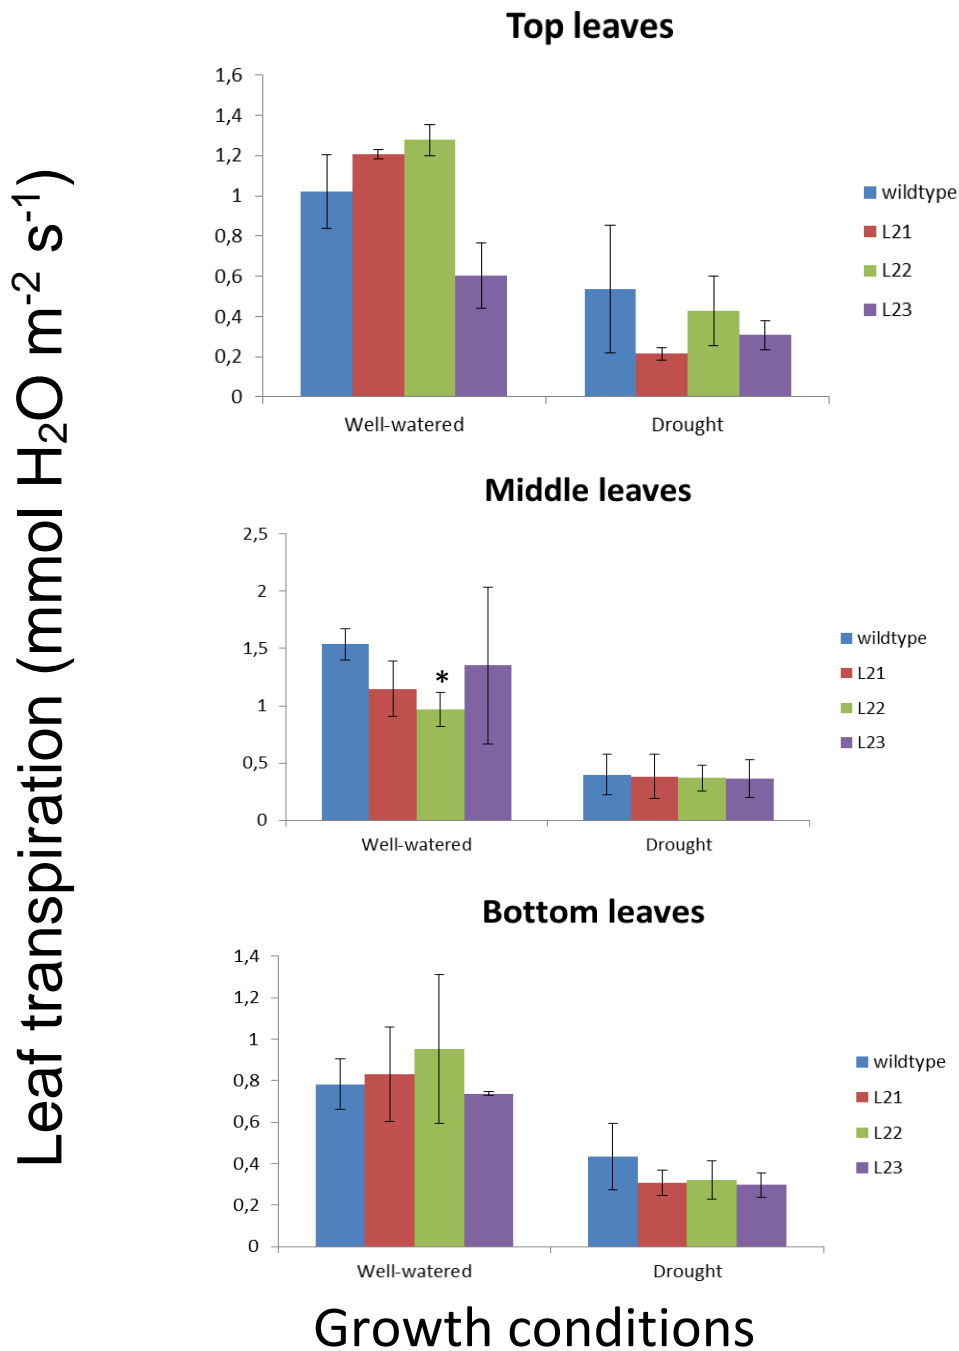 Leaf transpiration (mmol H₂O m⁻² s⁻¹)
Top leaves
1,6
1,4
1,2
1
0,8
0,6
0,4
0,2
0
Well-watered
Drought
wildtype
L21
L22
L23
Middle leaves
2,5
2
1,5
1
0,5
0
*
Well-watered
Drought
wildtype
L21
L22
L23
Bottom leaves
1,4
1,2
1
0,8
0,6
0,4
0,2
0
Well-watered
Drought
wildtype
L21
L22
L23
Growth conditions